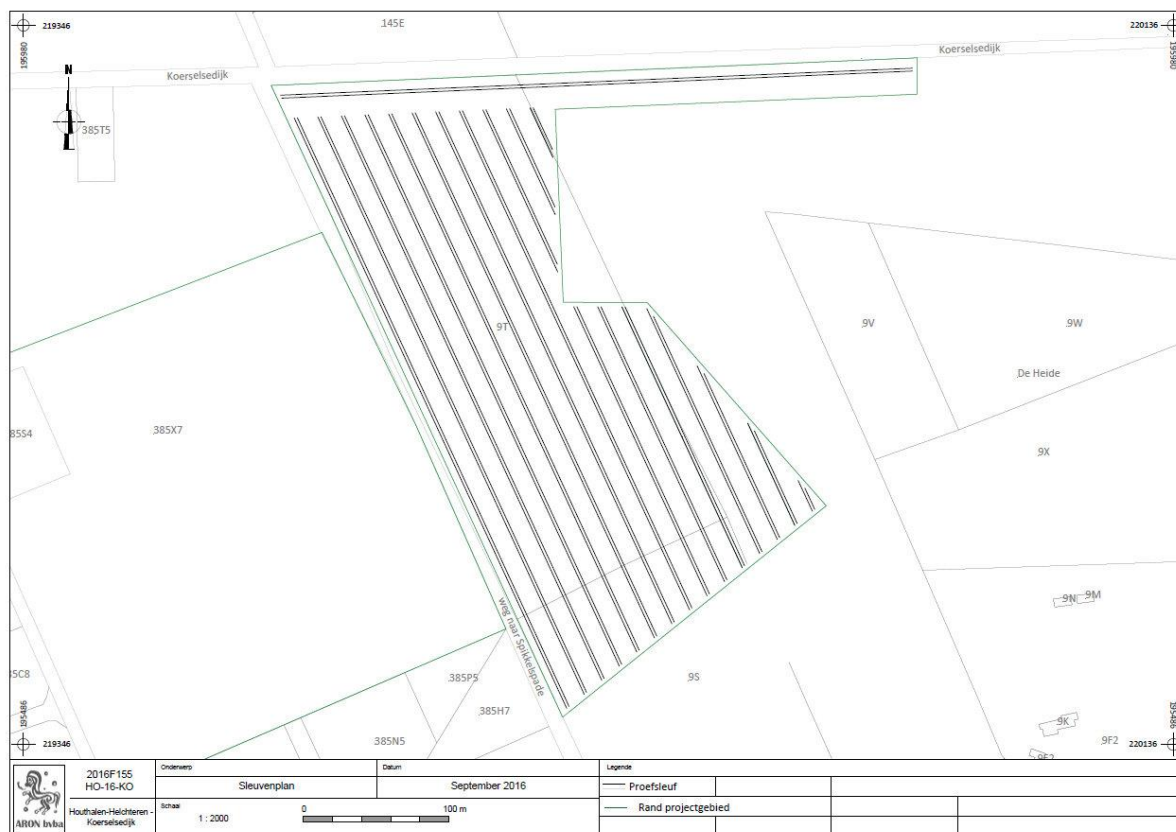 219346
145E
220136
195980
195980
Koerselsedijk
Koerselsedijk
N
385T5
9T
9V
9W
De Heide
385X7
85S4
9X
weg naar Spikkelspade
9N
9M
385P5
9S
385H7
385N5
9K
9F2
195486
195486
219346
220136
2016F155
HO-16-KO
Houthalen-Helchteren -
Koerselsedijk
ARON bvba
Onderwerp
Sleuvenplan
Datum
September 2016
Schaal
1 : 2000
0
100 m
Legende
Proefsleuf
Rand projectgebied